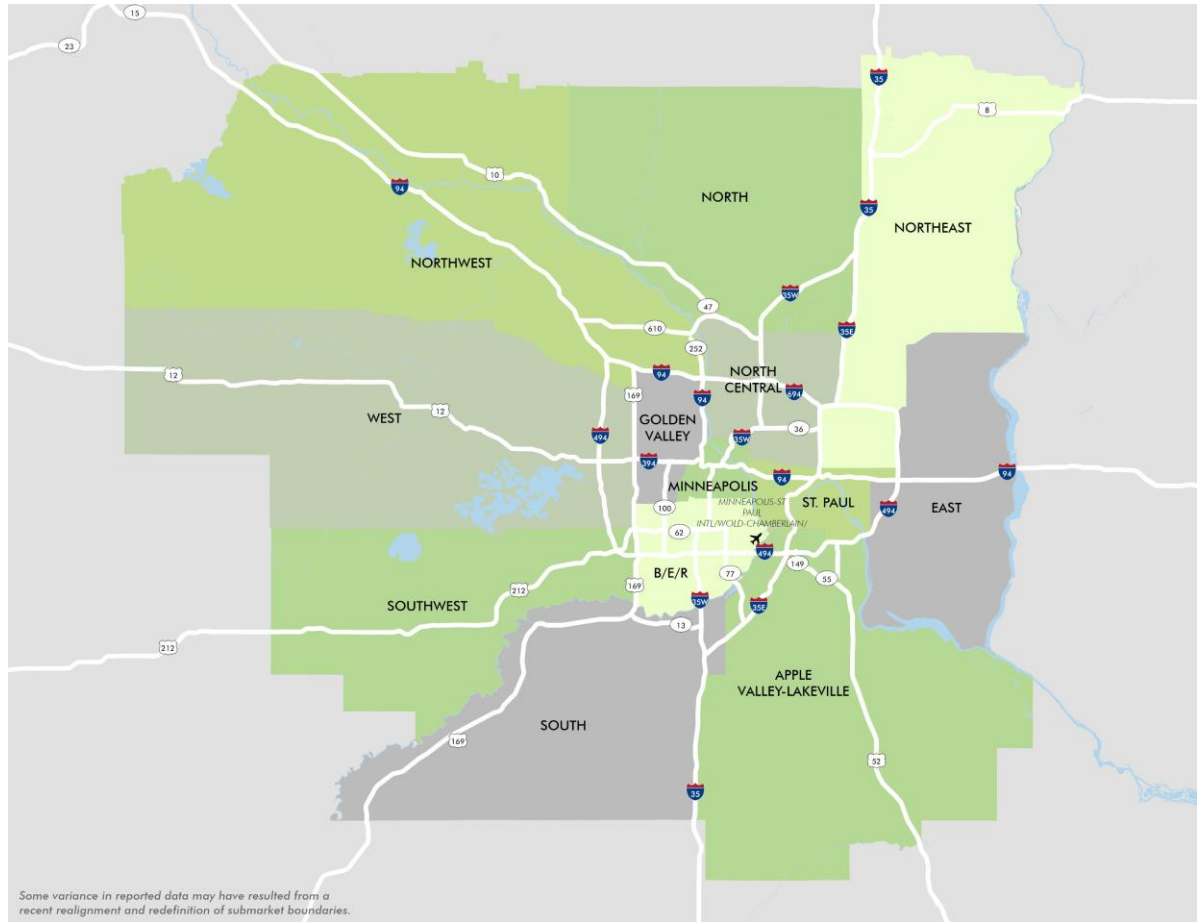 15
23
35
8
10
94
NORTH
35
NORTHEAST
NORTHWEST
35W
47
610
35E
252
12
94
NORTH
CENTRAL
694
169
94
12
WEST
GOLDEN
VALLEY
36
494
35W
394
94
94
MINNEAPOLIS
MINNEAPOLIS-ST
PAUL
INTL/WOLD-CHAMBERLAIN/
ST. PAUL
EAST
100
494
62
494
149
B/E/R
77
55
169
212
35W
35E
SOUTHWEST
13
212
APPLE
VALLEY-LAKEVILLE
SOUTH
169
52
35
Some variance in reported data may have resulted from a
recent realignment and redefinition of submarket boundaries.